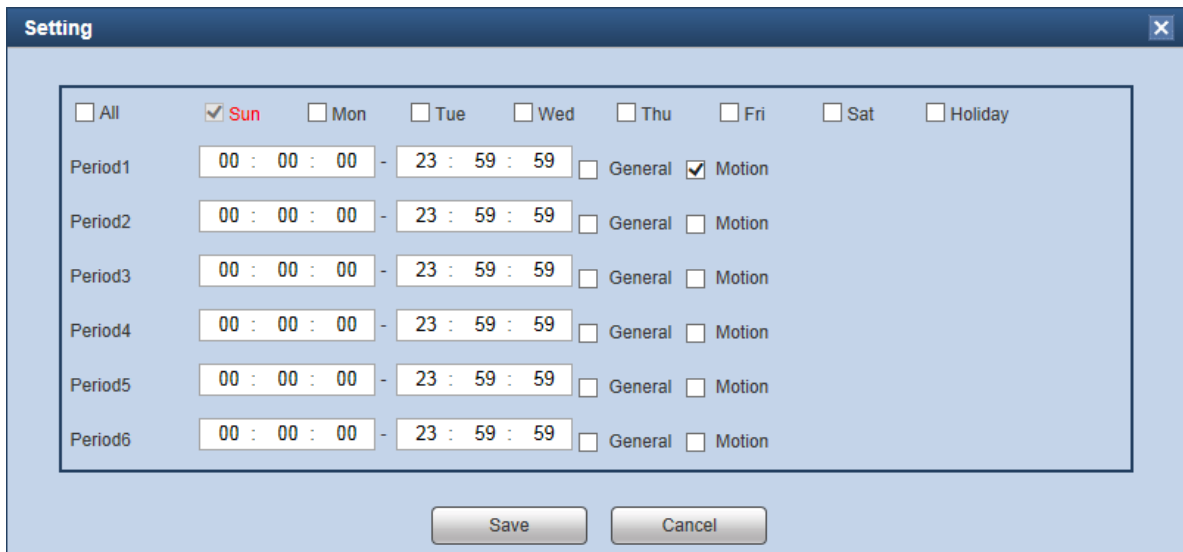 Setting
All Sun Mon Tue Wed Thu Fri Sat Holiday
Period1 00 : 00 : 00 - 23 : 59 : 59 General Motion
Period2 00 : 00 : 00 - 23 : 59 : 59 General Motion
Period3 00 : 00 : 00 - 23 : 59 : 59 General Motion
Period4 00 : 00 : 00 - 23 : 59 : 59 General Motion
Period5 00 : 00 : 00 - 23 : 59 : 59 General Motion
Period6 00 : 00 : 00 - 23 : 59 : 59 General Motion
Save Cancel